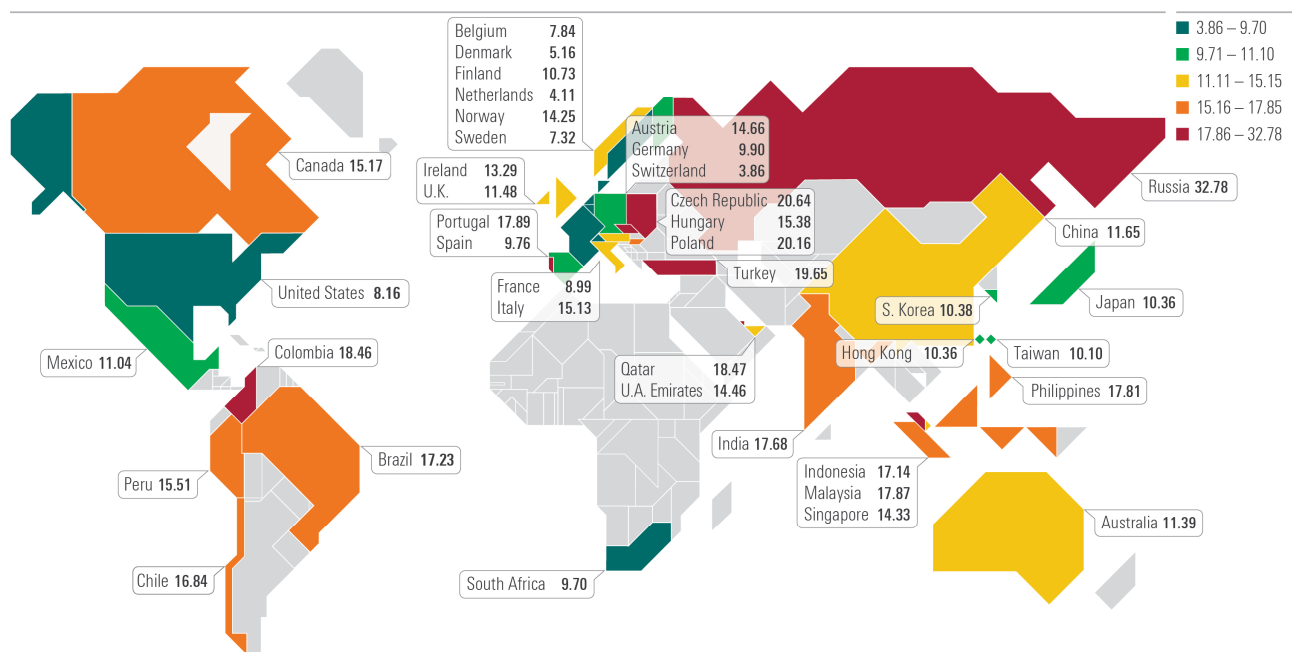 Belgium 7.84
Denmark 5.16
Finland 10.73
Netherlands 4.11
Norway 14.25
Sweden 7.32
3.86 – 9.70
9.71 – 11.10
11.11 – 15.15
15.16 – 17.85
17.86 – 32.78
Austria 14.66
Germany 9.90
Switzerland 3.86
Canada 15.17
Ireland 13.29
U.K. 11.48
Russia 32.78
Czech Republic 20.64
Hungary 15.38
Poland 20.16
Portugal 17.89
Spain 9.76
China 11.65
Turkey 19.65
France 8.99
Italy 15.13
United States 8.16
S. Korea 10.38
Japan 10.36
Mexico 11.04
Colombia 18.46
Hong Kong 10.36
Taiwan 10.10
Qatar 18.47
U.A. Emirates 14.46
Philippines 17.81
India 17.68
Brazil 17.23
Peru 15.51
Indonesia 17.14
Malaysia 17.87
Singapore 14.33
Australia 11.39
Chile 16.84
South Africa 9.70